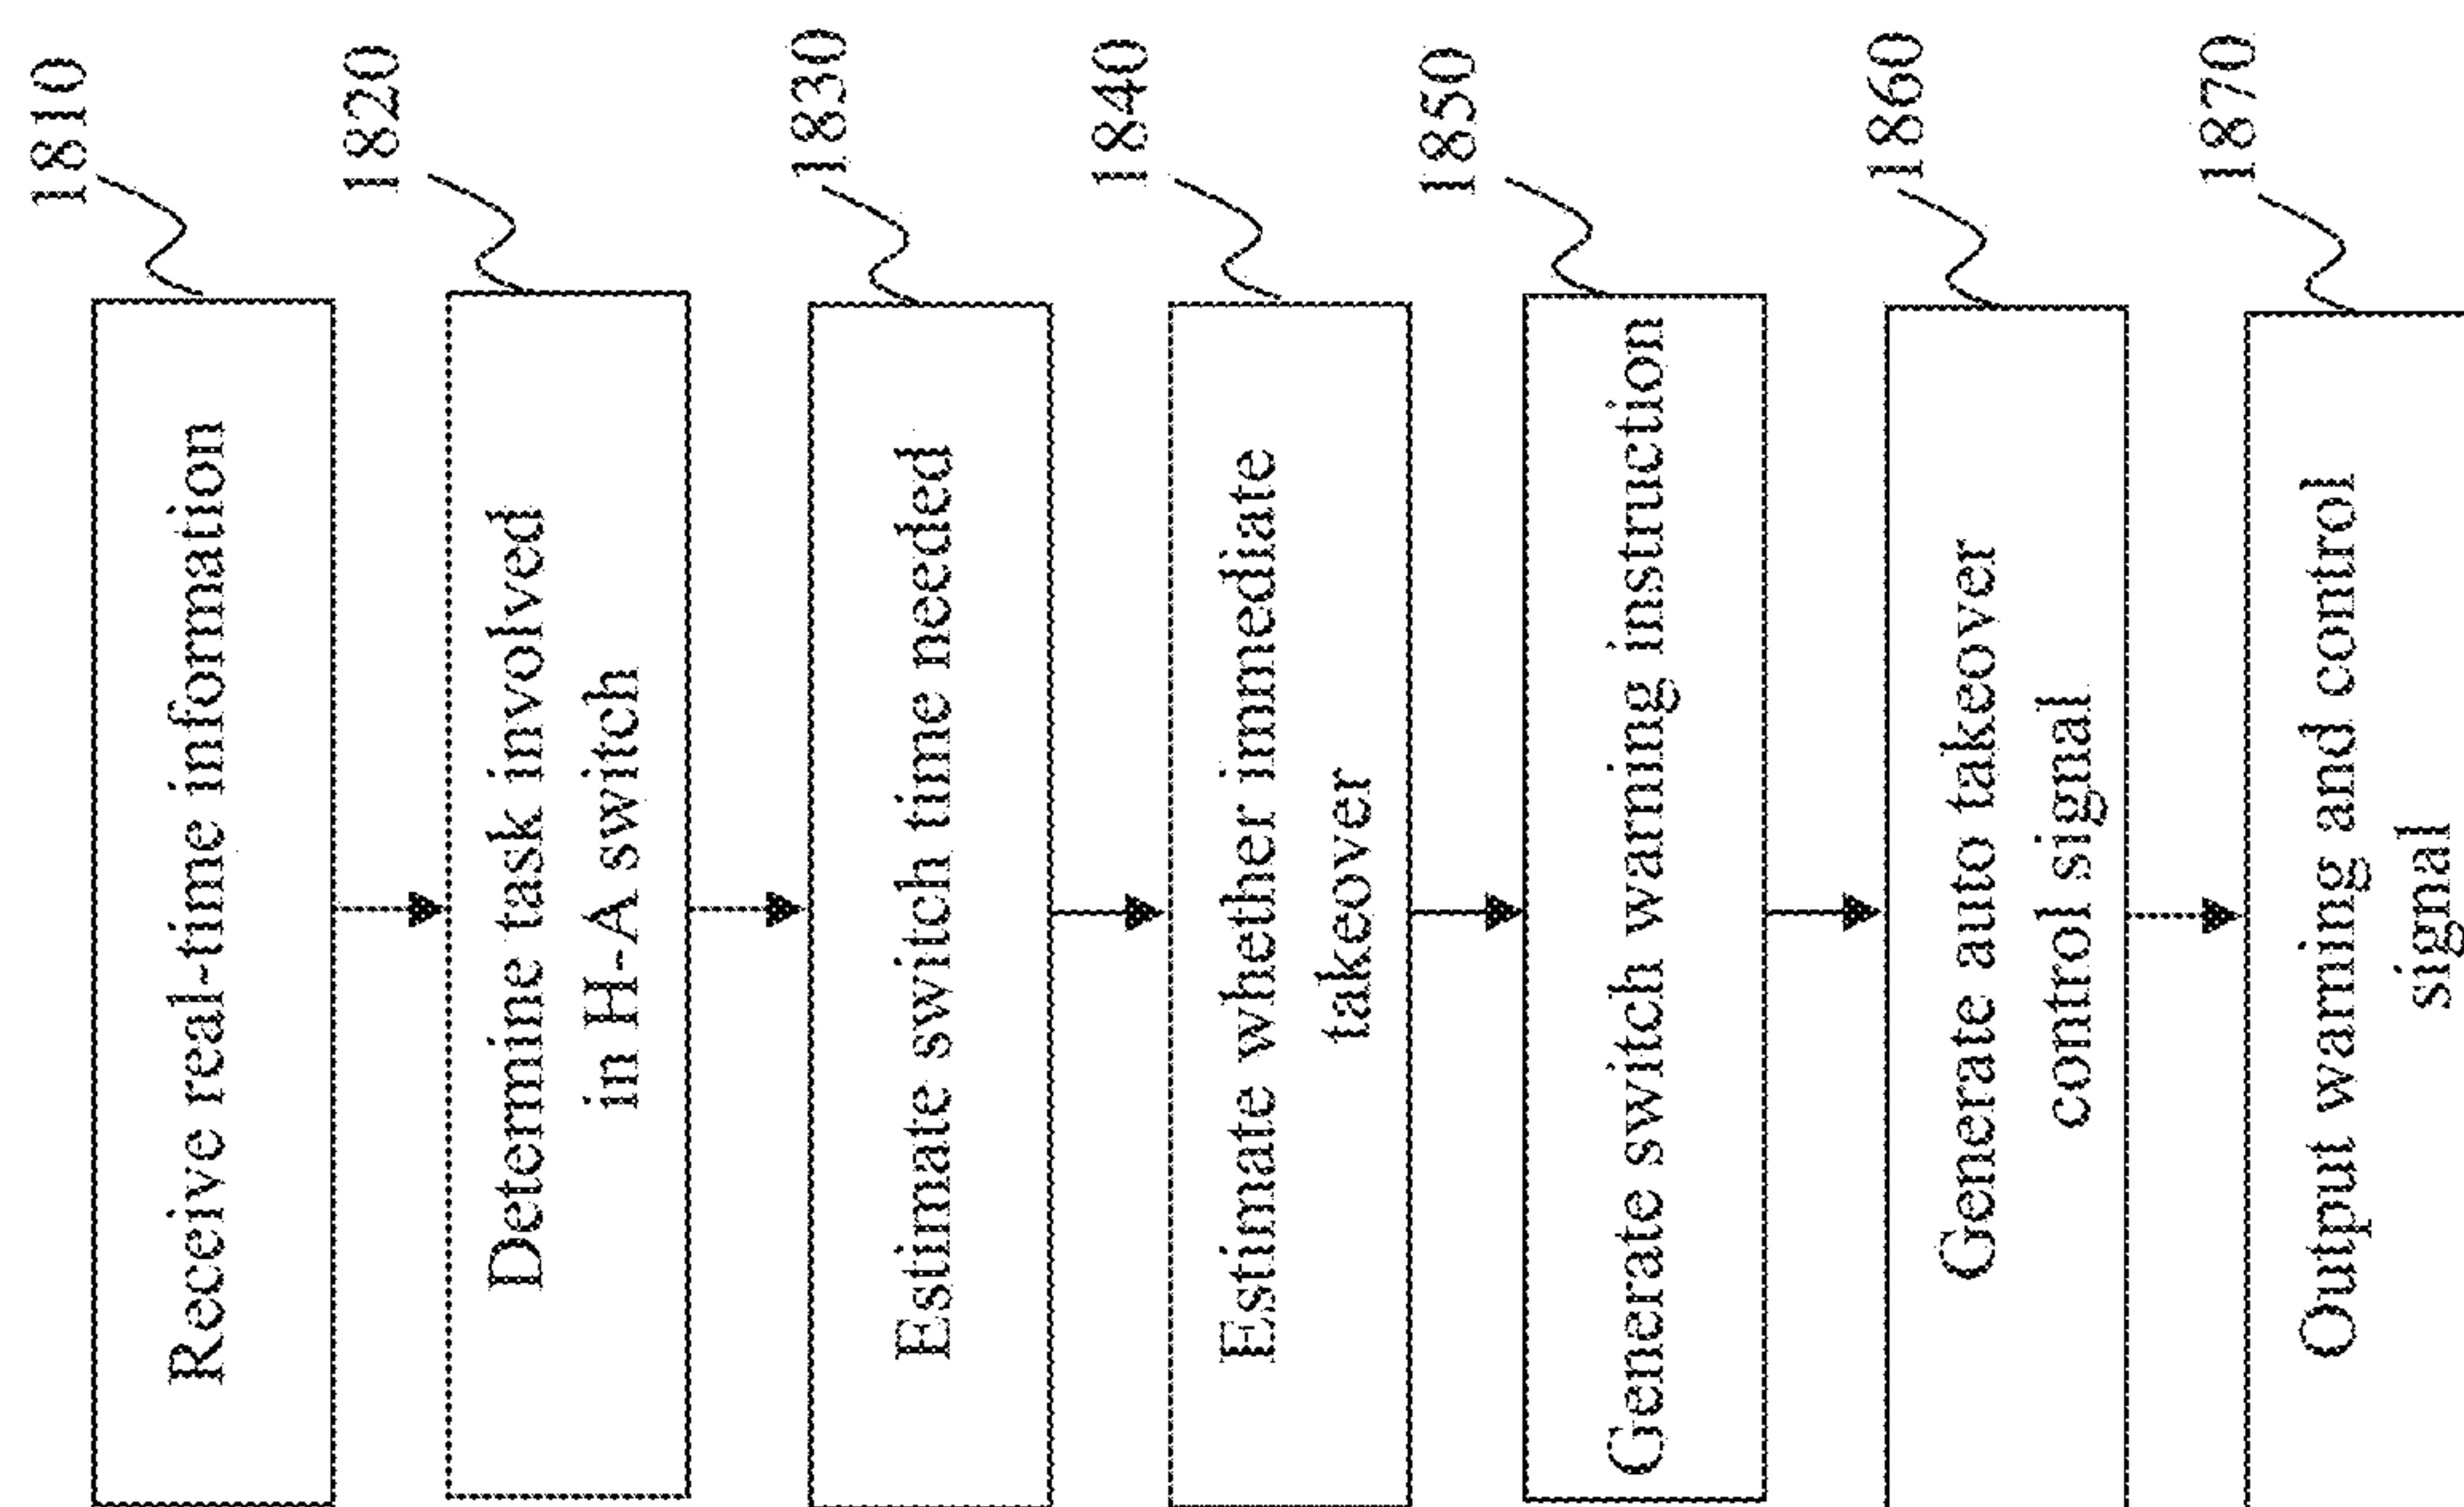 Receive real-time information
1810
Determine task involved
in H-A switch
1820
Estimate switch time needed
1830
Estimate whether immediate
takeover
1840
Generate switch warning instruction
1850
Generate auto takeover
control signal
1860
Output warning and control
signal
1870